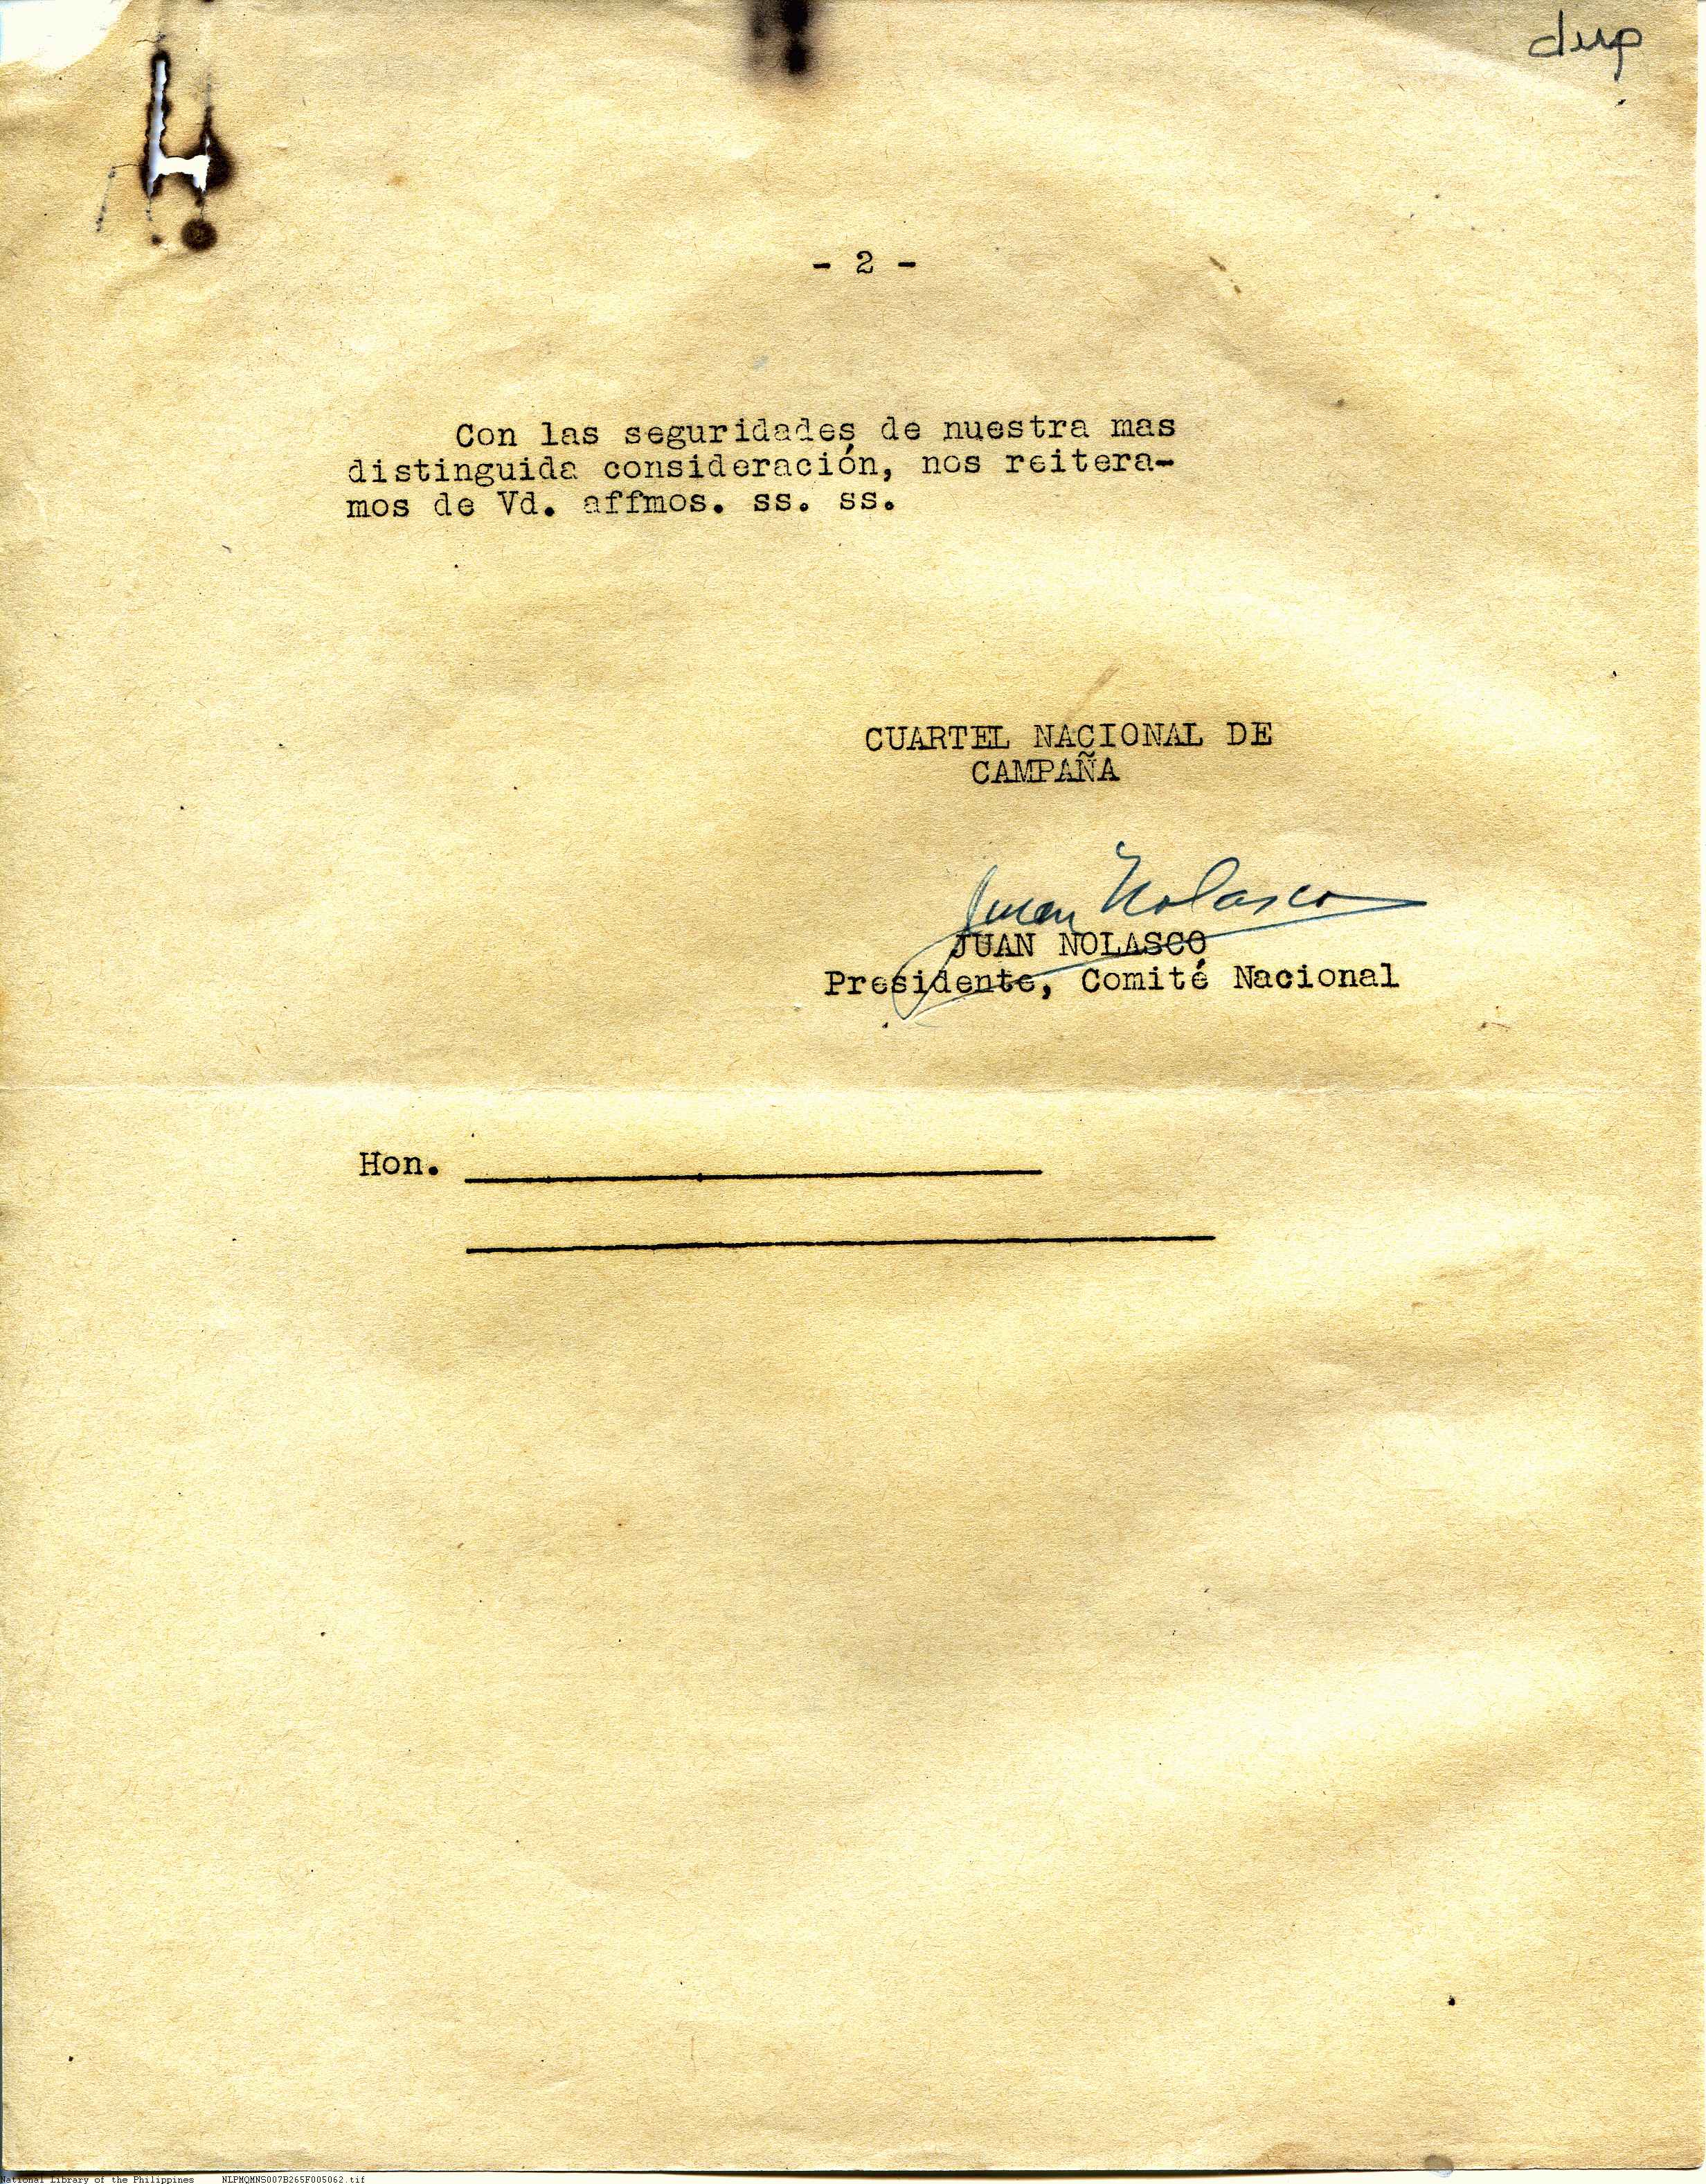 dup
- 2 -
Con las seguridades de nuestra mas
distinguida consideración, nos reitera-
mos de Vd. affmos. ss. ss.
CUARTEL NACIONAL DE
CAMPAÑA
Juan Nolasco
JUAN NOLASCO
Presidente, Comité Nacional
Hon.
National Library of the Philippines NLPMQMNS007B265F005062.tif